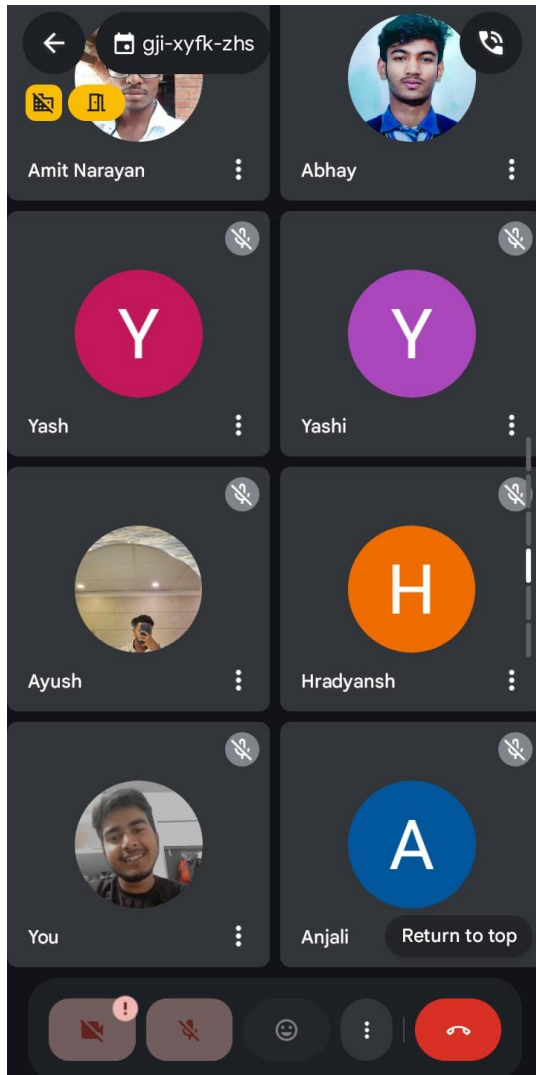 gji-xyfk-zhs
Amit Narayan
Abhay
Y
Y
Yash
Yashi
H
Ayush
Hradyansh
A
You
Anjali
Return to top
!